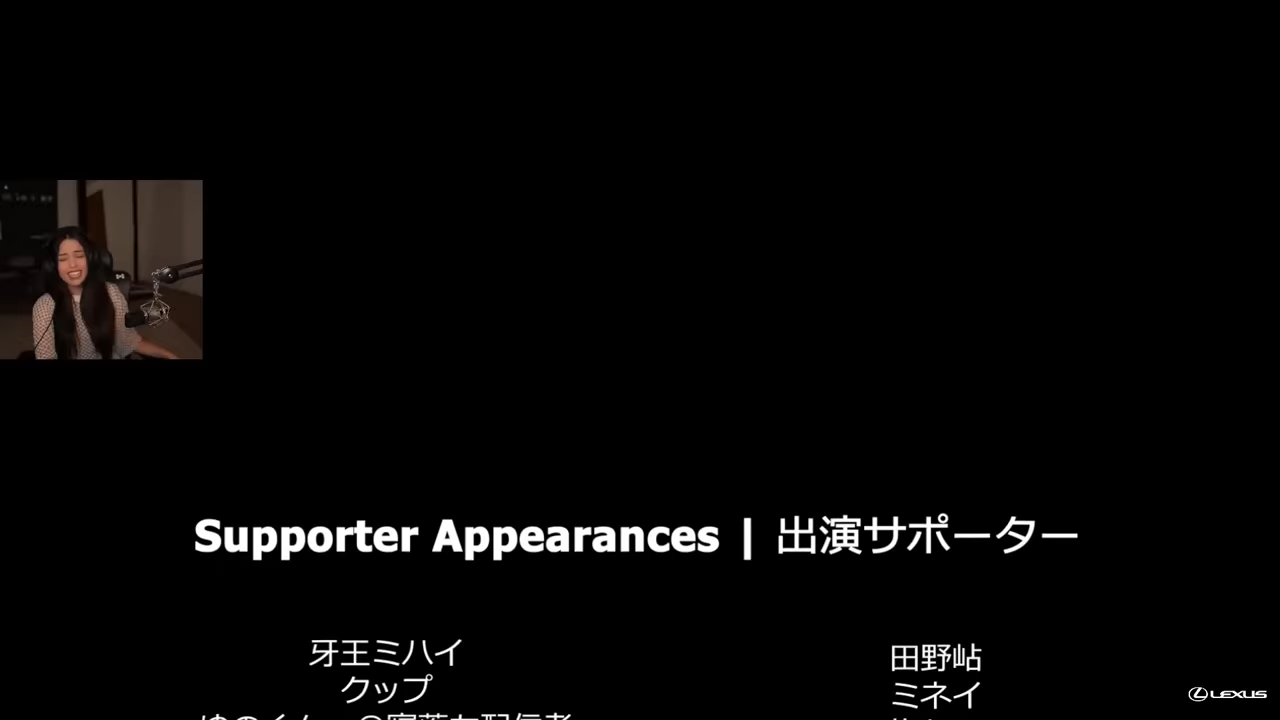 Supporter Appearances | 出演サポーター
牙王ミハイ
田野岾
クップ
ミネイ
LEXUS